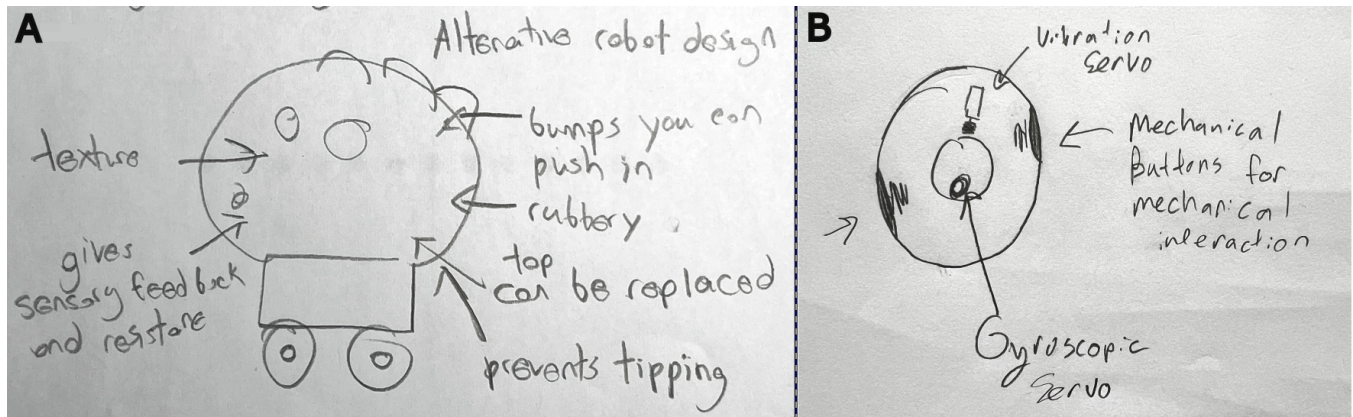 A
Alternative robot design
bumps you can
push in
texture
rubbery
gives
sensory feedback
and resistane
top
can be replaced
prevents tipping
B
Vibration
Servo
Mechanical
Buttons for
mechanical
interaction
Gyroscopic
Servo